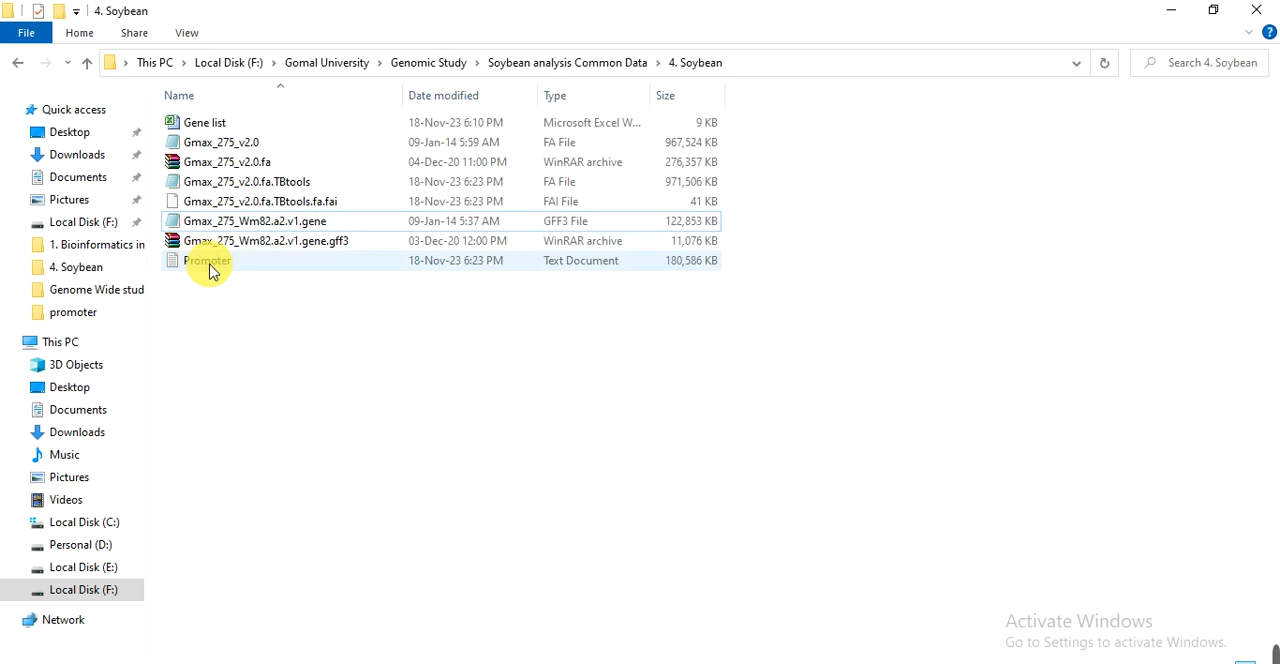 4. Soybean
File Home Share View
This PC Local Disk (F:) Gomal University Genomic Study Soybean analysis Common Data 4. Soybean Search 4. Soybean
Name Date modified Type Size
Quick access
Desktop
Downloads
Documents
Pictures
Local Disk (F:)
1. Bioinformatics in
4. Soybean
Genome Wide stud
promoter
This PC
3D Objects
Desktop
Documents
Downloads
Music
Pictures
Videos
Local Disk (C:)
Personal (D:)
Local Disk (E:)
Local Disk (F:)
Network
Gene list 18-Nov-23 6:10 PM Microsoft Excel W... 9 KB
Gmax_275_v2.0 09-Jan-14 5:59 AM FA File 967,524 KB
Gmax_275_v2.0.fa 04-Dec-20 11:00 PM WinRAR archive 276,357 KB
Gmax_275_v2.0.fa.TBtools 18-Nov-23 6:23 PM FA File 971,506 KB
Gmax_275_v2.0.fa.TBtools.fa.fai 18-Nov-23 6:23 PM FAI File 41 KB
Gmax_275_Wm82.a2.v1.gene 09-Jan-14 5:37 AM GFF3 File 122,853 KB
Gmax_275_Wm82.a2.v1.gene.gff3 03-Dec-20 12:00 PM WinRAR archive 11,076 KB
Promoter 18-Nov-23 6:23 PM Text Document 180,586 KB
Activate Windows
Go to Settings to activate Windows.